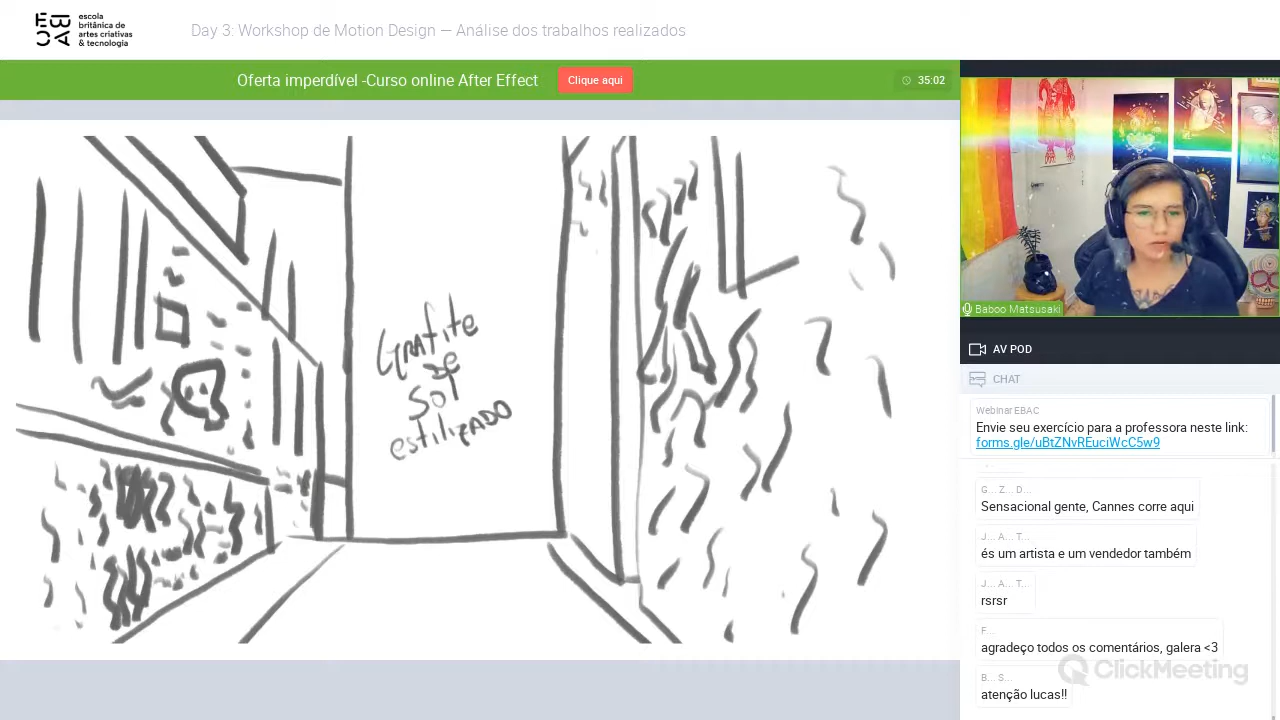 EBAC
escola
britânica de
artes criativas
& tecnologia
Day 3: Workshop de Motion Design — Análise dos trabalhos realizados
Oferta imperdível -Curso online After Effect
Clique aqui
35:02
Grafite
de
sol
estilizado
Baboo Matsusaki
AV POD
CHAT
Webinar EBAC
Envie seu exercício para a professora neste link:
forms.gle/uBtZNvREuciWcC5w9
G... Z... D...
Sensacional gente, Cannes corre aqui
J... A... T...
és um artista e um vendedor também
J... A... T...
rsrsr
F...
agradeço todos os comentários, galera <3
B... S...
atenção lucas!!
ClickMeeting